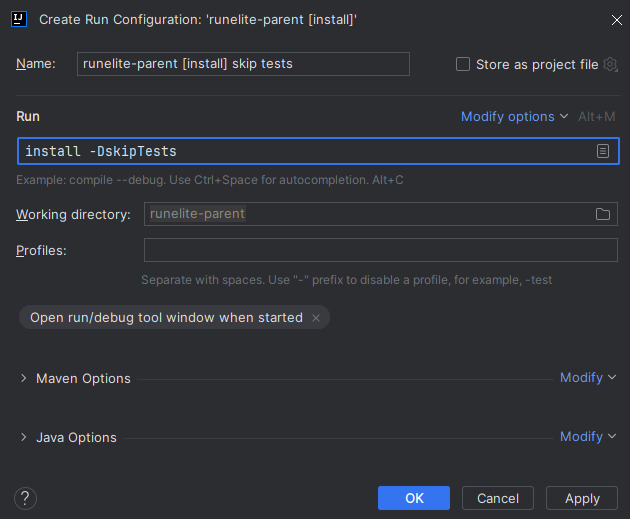 IJ
Create Run Configuration: 'runelite-parent [install]'
Name: runelite-parent [install] skip tests Store as project file
Run Modify options Alt+M
install -DskipTests
Example: compile --debug. Use Ctrl+Space for autocompletion. Alt+C
Working directory: runelite-parent
Profiles:
Separate with spaces. Use "-" prefix to disable a profile, for example, -test
Open run/debug tool window when started
Maven Options Modify
Java Options Modify
? OK Cancel Apply